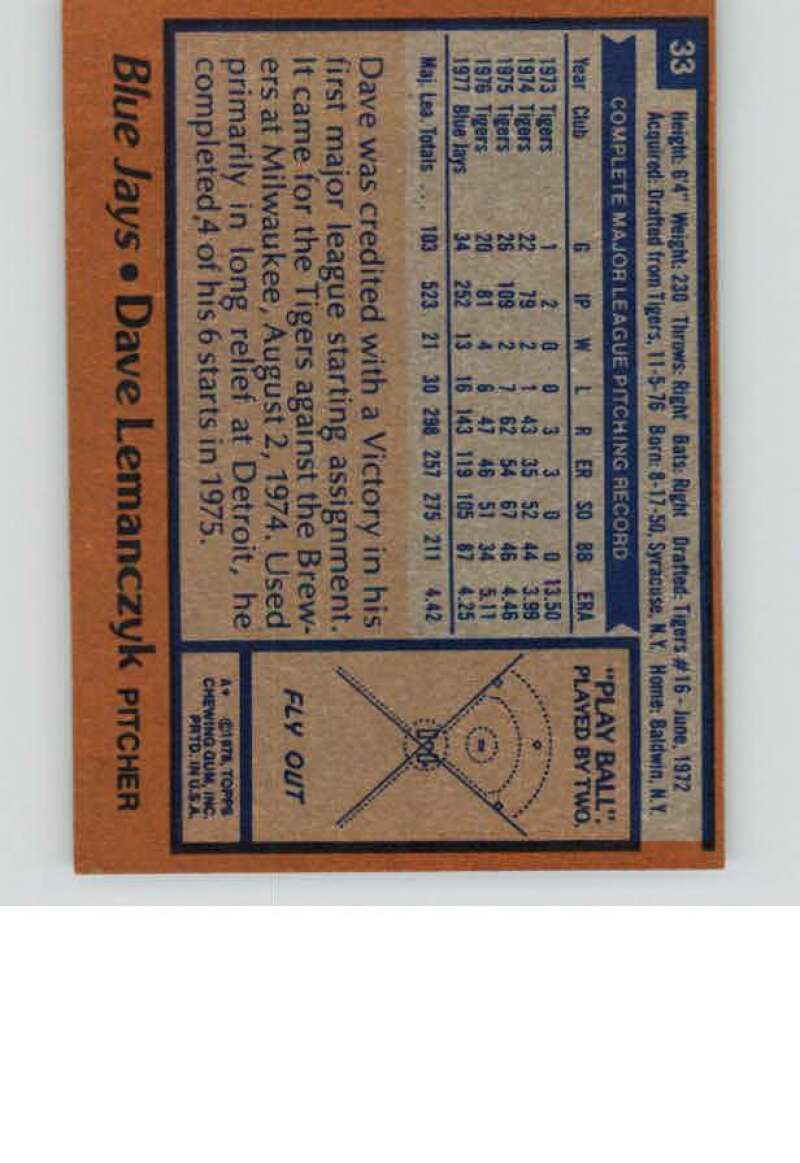 33
Height: 6'4" Weight: 230 Throws: Right Bats: Right Drafted: Tigers #16 - June, 1972
Acquired: Drafted from Tigers, 11-5-76 Born: 8-17-50, Syracuse, N.Y. Home: Baldwin, N.Y.
COMPLETE MAJOR LEAGUE PITCHING RECORD
Year Club G IP W L R ER SO BB ERA
1973 Tigers 1 2 0 0 3 3 0 0 13.50
1974 Tigers 22 79 2 1 43 35 52 44 3.99
1975 Tigers 26 109 2 7 62 54 67 46 4.46
1976 Tigers 20 81 4 6 47 46 51 34 5.11
1977 Blue Jays 34 252 13 16 143 119 105 87 4.25
Maj. Lea. Totals .... 103 523 21 30 298 257 275 211 4.42
Dave was credited with a Victory in his
first major league starting assignment.
It came for the Tigers against the Brew-
ers at Milwaukee, August 2, 1974. Used
primarily in long relief at Detroit, he
completed 4 of his 6 starts in 1975.
"PLAY BALL":
PLAYED BY TWO.
FLY OUT
A* ©1978, TOPPS
CHEWING GUM, INC.
PRTD. IN U.S.A.
Blue Jays • Dave Lemanczyk PITCHER